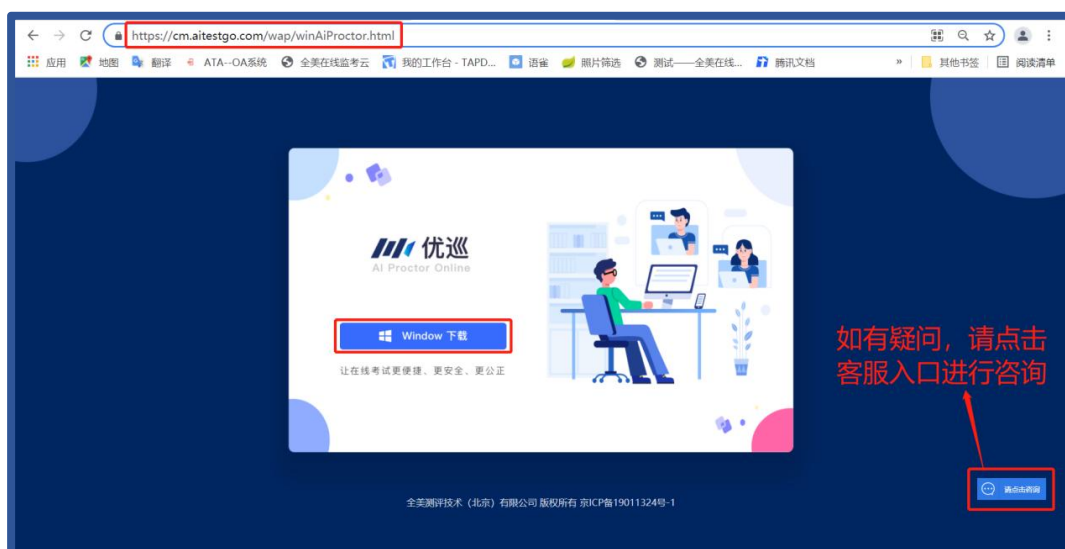 https://cm.aitestgo.com/wap/winAiProctor.html
应用 地图 翻译 ATA--OA系统 全美在线监考云 我的工作台 - TAPD... 语雀 照片筛选 测试——全美在线... 腾讯文档 » 其他书签 阅读清单
优巡
AI Proctor Online
Window 下载
让在线考试更便捷、更安全、更公正
如有疑问，请点击
客服入口进行咨询
请点击咨询
全美测评技术（北京）有限公司 版权所有 京ICP备19011324号-1